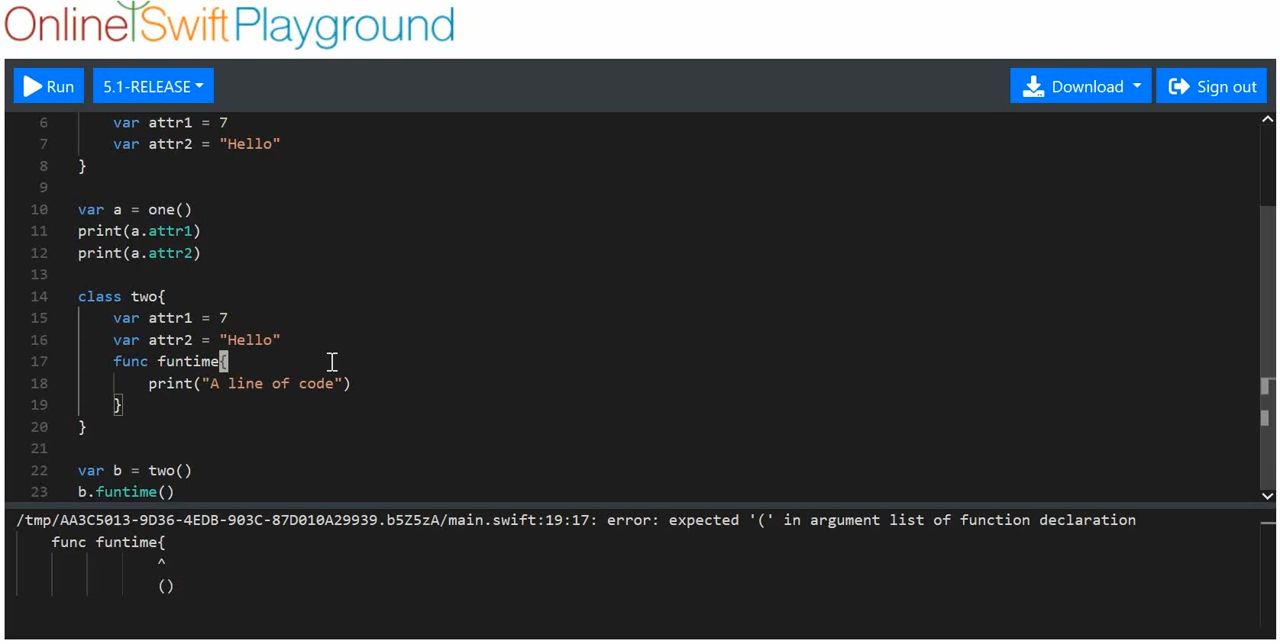 Online Swift Playground
Run 5.1-RELEASE Download Sign out
6 var attr1 = 7
7 var attr2 = "Hello"
8 }
9
10 var a = one()
11 print(a.attr1)
12 print(a.attr2)
13
14 class two{
15 var attr1 = 7
16 var attr2 = "Hello"
17 func funtime{
18 print("A line of code")
19 }
20 }
21
22 var b = two()
23 b.funtime()
/tmp/AA3C5013-9D36-4EDB-903C-87D010A29939.b5Z5zA/main.swift:19:17: error: expected '(' in argument list of function declaration
func funtime{
^
()